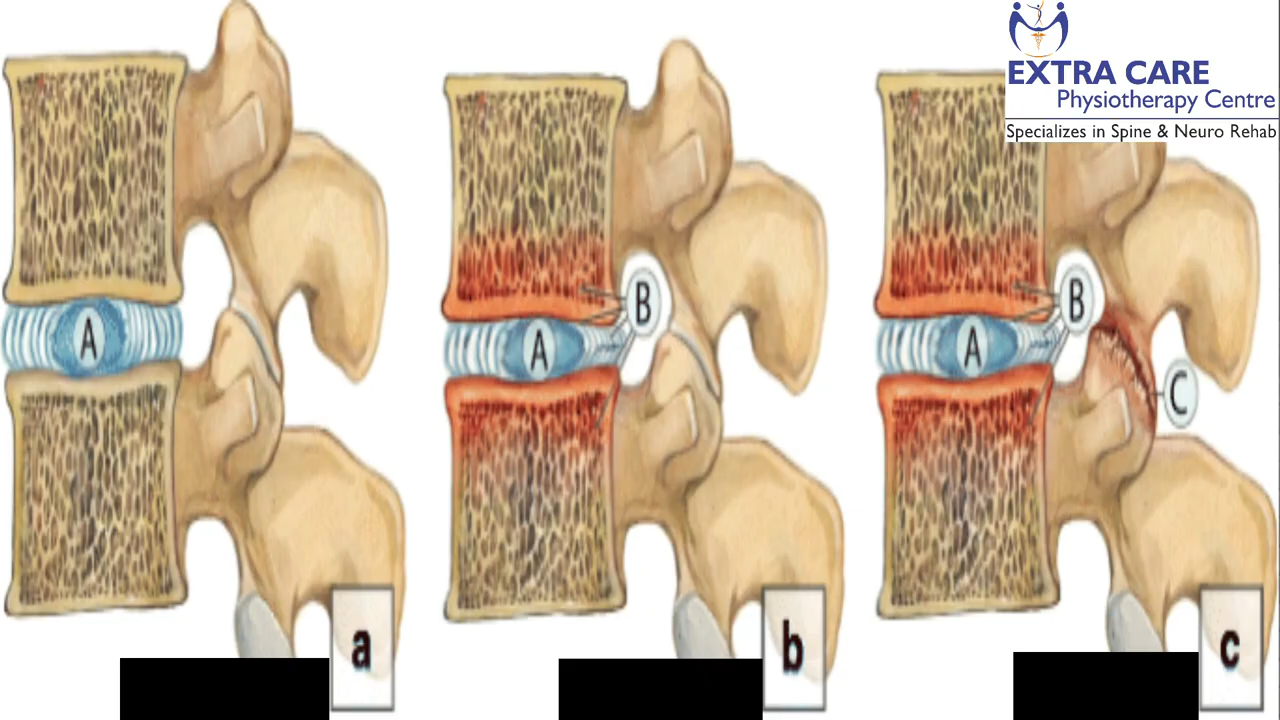 EXTRA CARE
Physiotherapy Centre
Specializes in Spine & Neuro Rehab
A
B
A
B
A
C
a
b
c